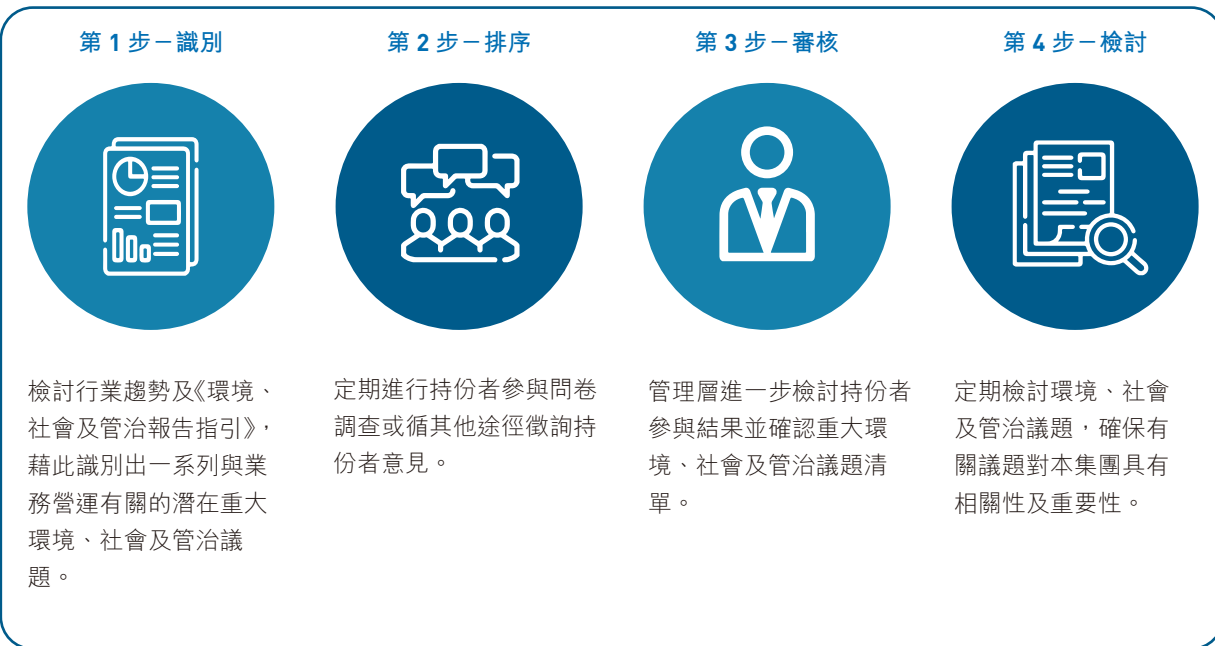 第 1 步－識別
檢討行業趨勢及《環境、
社會及管治報告指引》，
藉此識別出一系列與業
務營運有關的潛在重大
環境、社會及管治議
題。
第 2 步－排序
定期進行持份者參與問卷
調查或循其他途徑徵詢持
份者意見。
第 3 步－審核
管理層進一步檢討持份者
參與結果並確認重大環
境、社會及管治議題清
單。
第 4 步－檢討
定期檢討環境、社會
及管治議題，確保有
關議題對本集團具有
相關性及重要性。